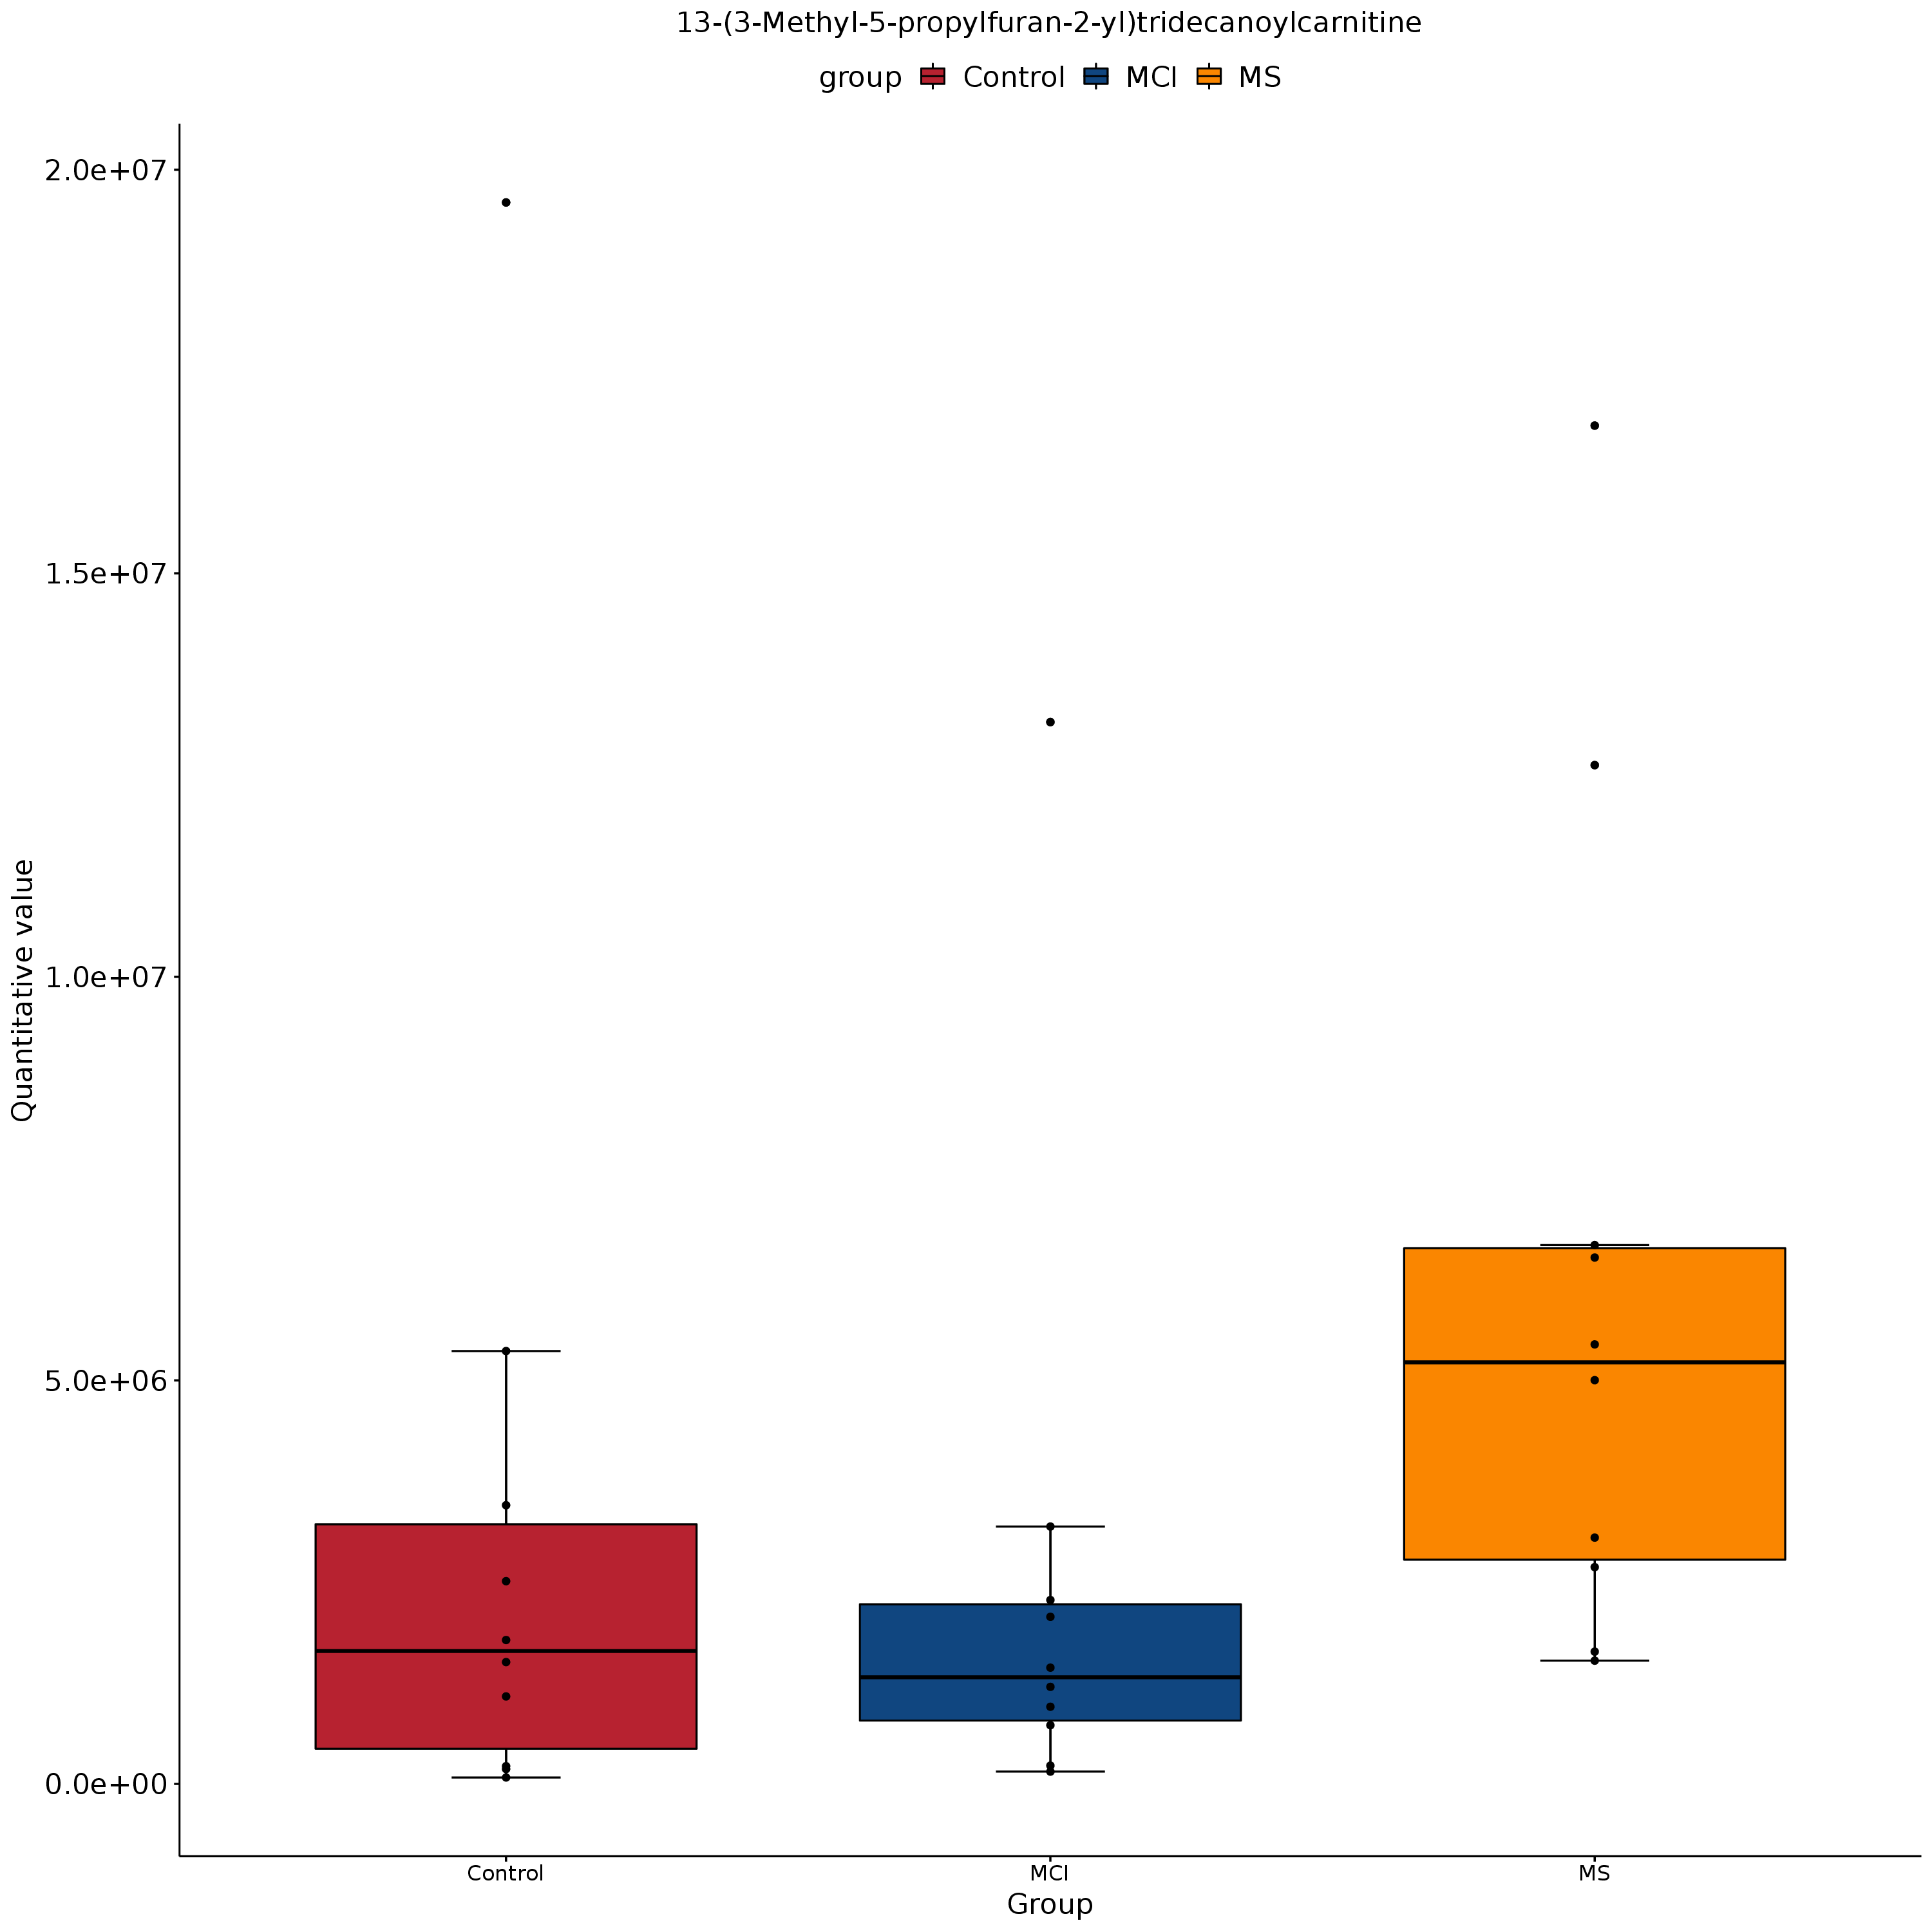 13-(3-Methyl-5-propylfuran-2-yl)tridecanoylcarnitine
group Control MCI MS
2.0e+07
1.5e+07
1.0e+07
5.0e+06
0.0e+00
Quantitative value
Control MCI MS
Group